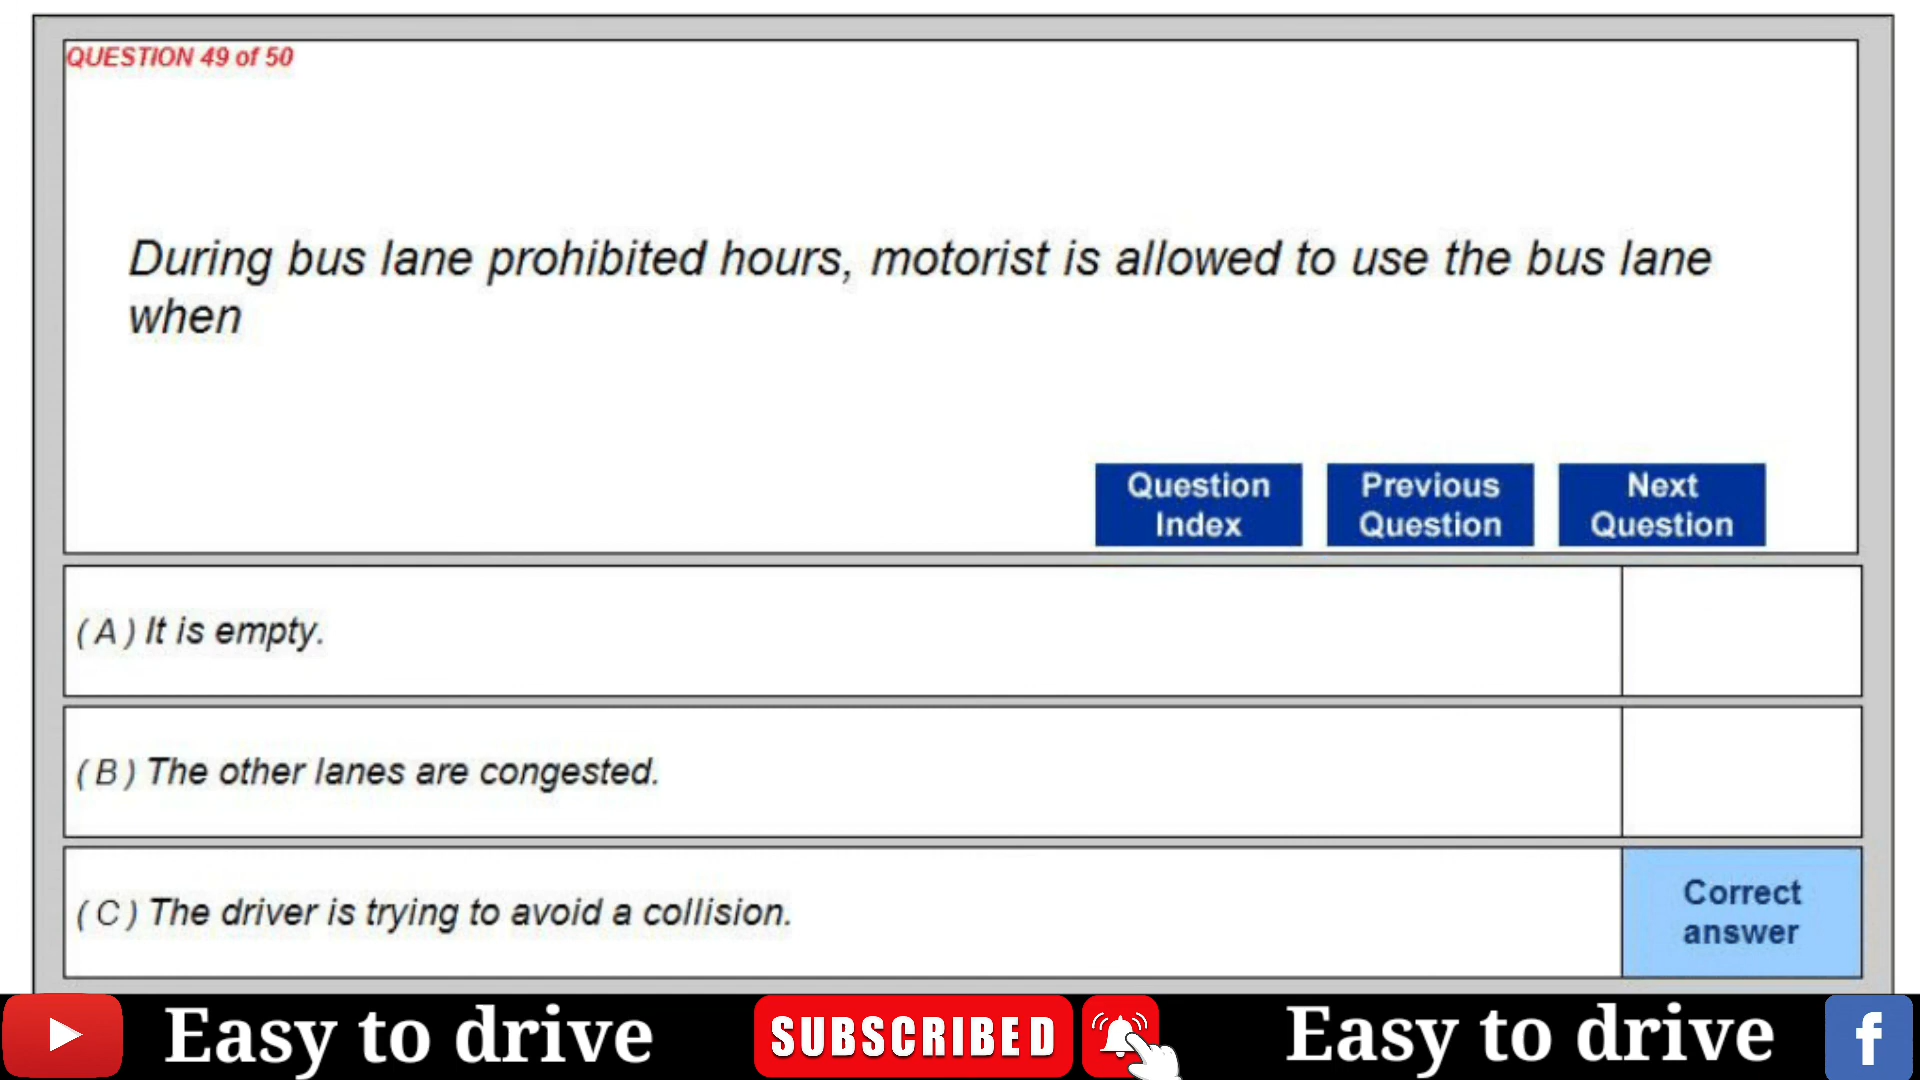 QUESTION 49 of 50
During bus lane prohibited hours, motorist is allowed to use the bus lane
when
Question
Index
Previous
Question
Next
Question
( A ) It is empty.
( B ) The other lanes are congested.
( C ) The driver is trying to avoid a collision.
Correct
answer
Easy to drive
SUBSCRIBED
Easy to drive
f